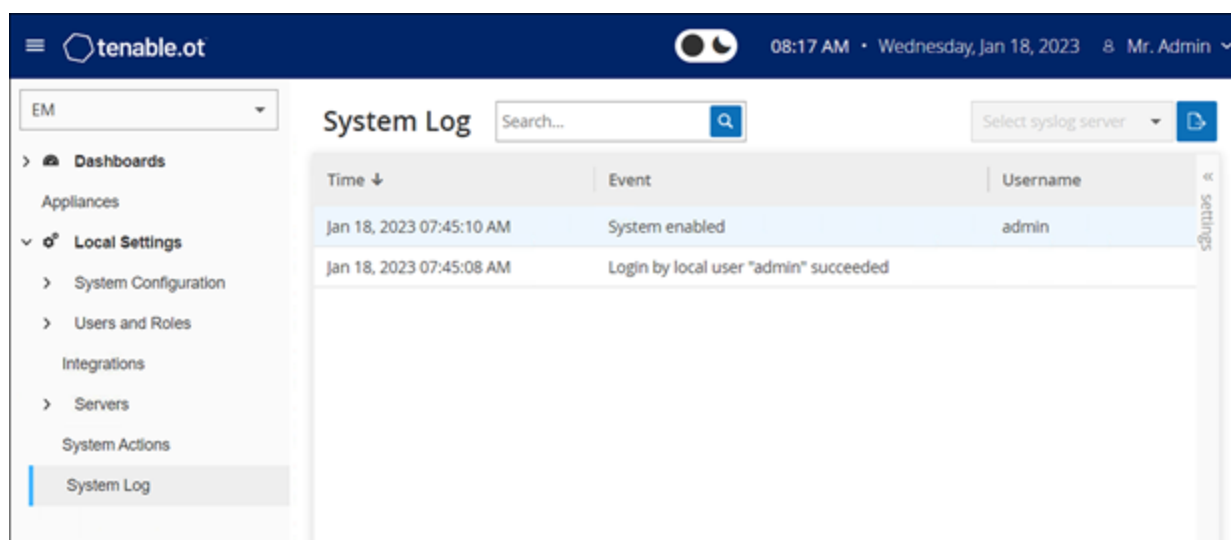 tenable.ot
08:17 AM • Wednesday, Jan 18, 2023 Mr. Admin
EM
Dashboards
Appliances
Local Settings
System Configuration
Users and Roles
Integrations
Servers
System Actions
System Log
System Log Search... Select syslog server
Time Event Username
Jan 18, 2023 07:45:10 AM System enabled admin
Jan 18, 2023 07:45:08 AM Login by local user "admin" succeeded
settings